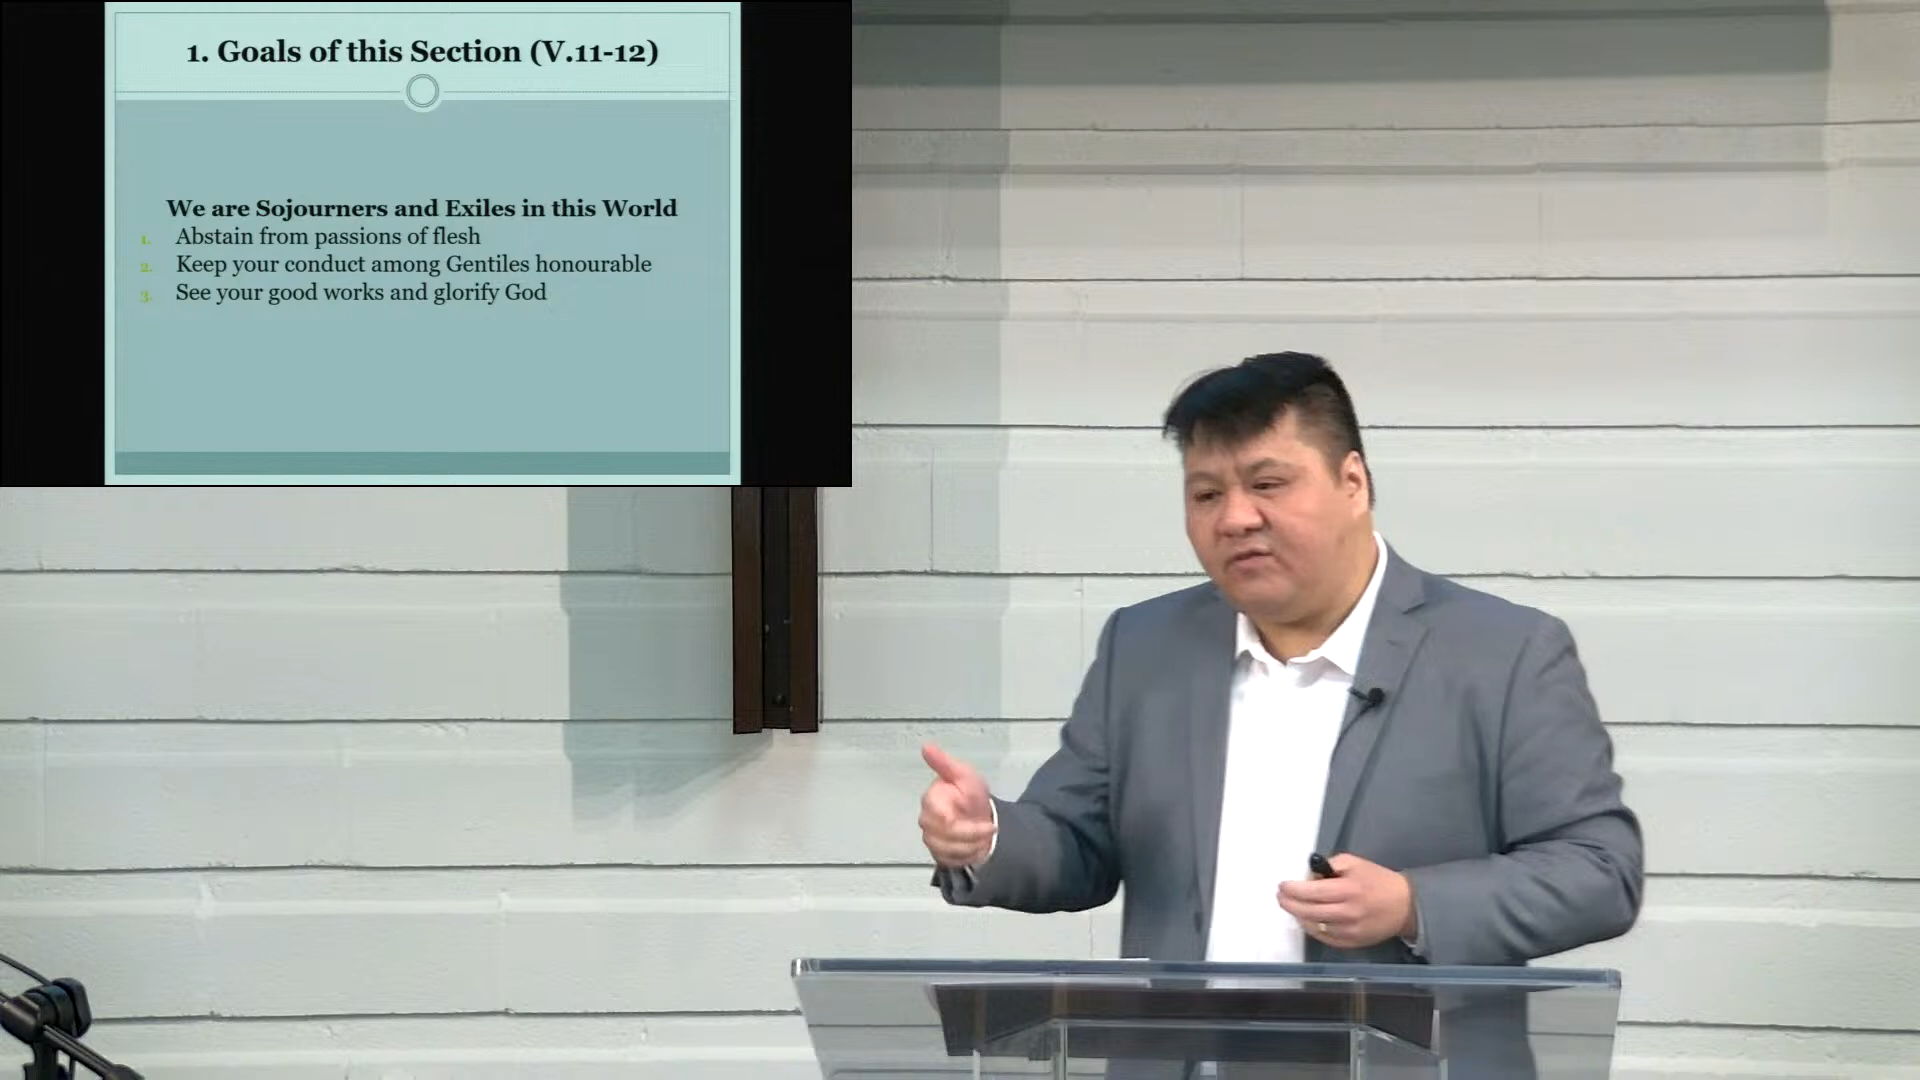 1. Goals of this Section (V.11-12)
We are Sojourners and Exiles in this World
1. Abstain from passions of flesh
2. Keep your conduct among Gentiles honourable
3. See your good works and glorify God